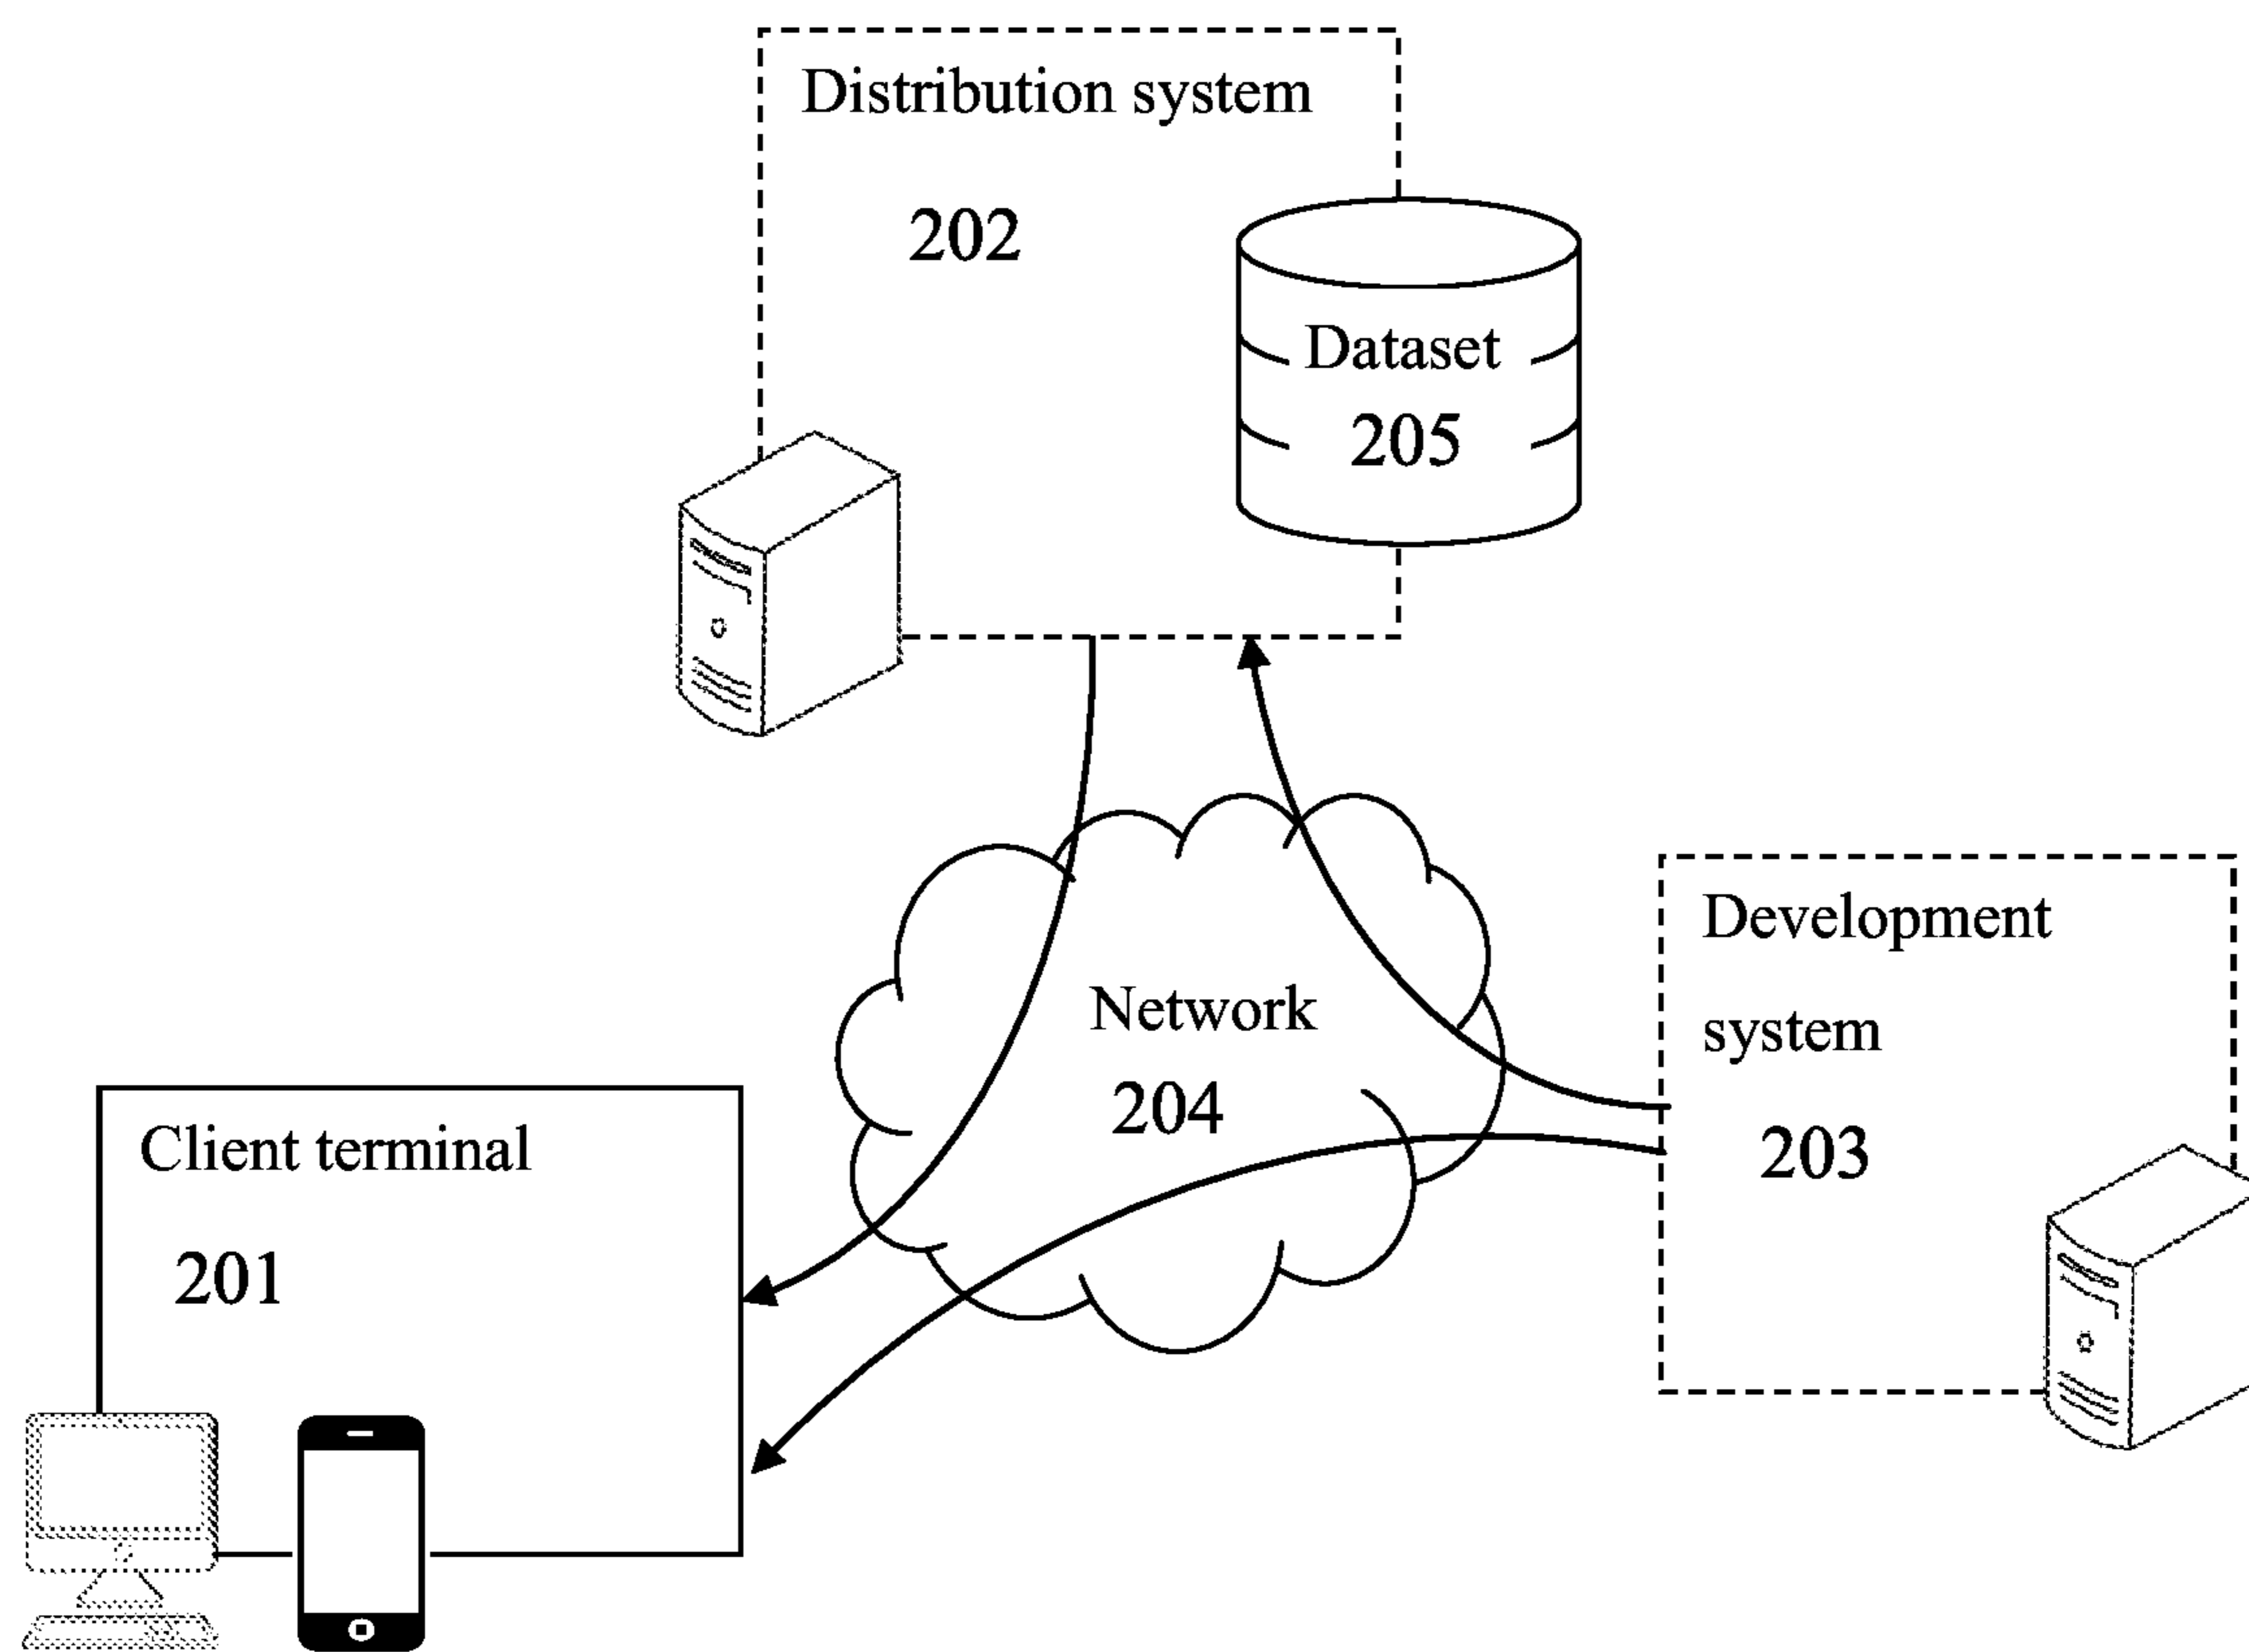 Distribution system
202
Dataset
205
Network
204
Development
system
203
Client terminal
201